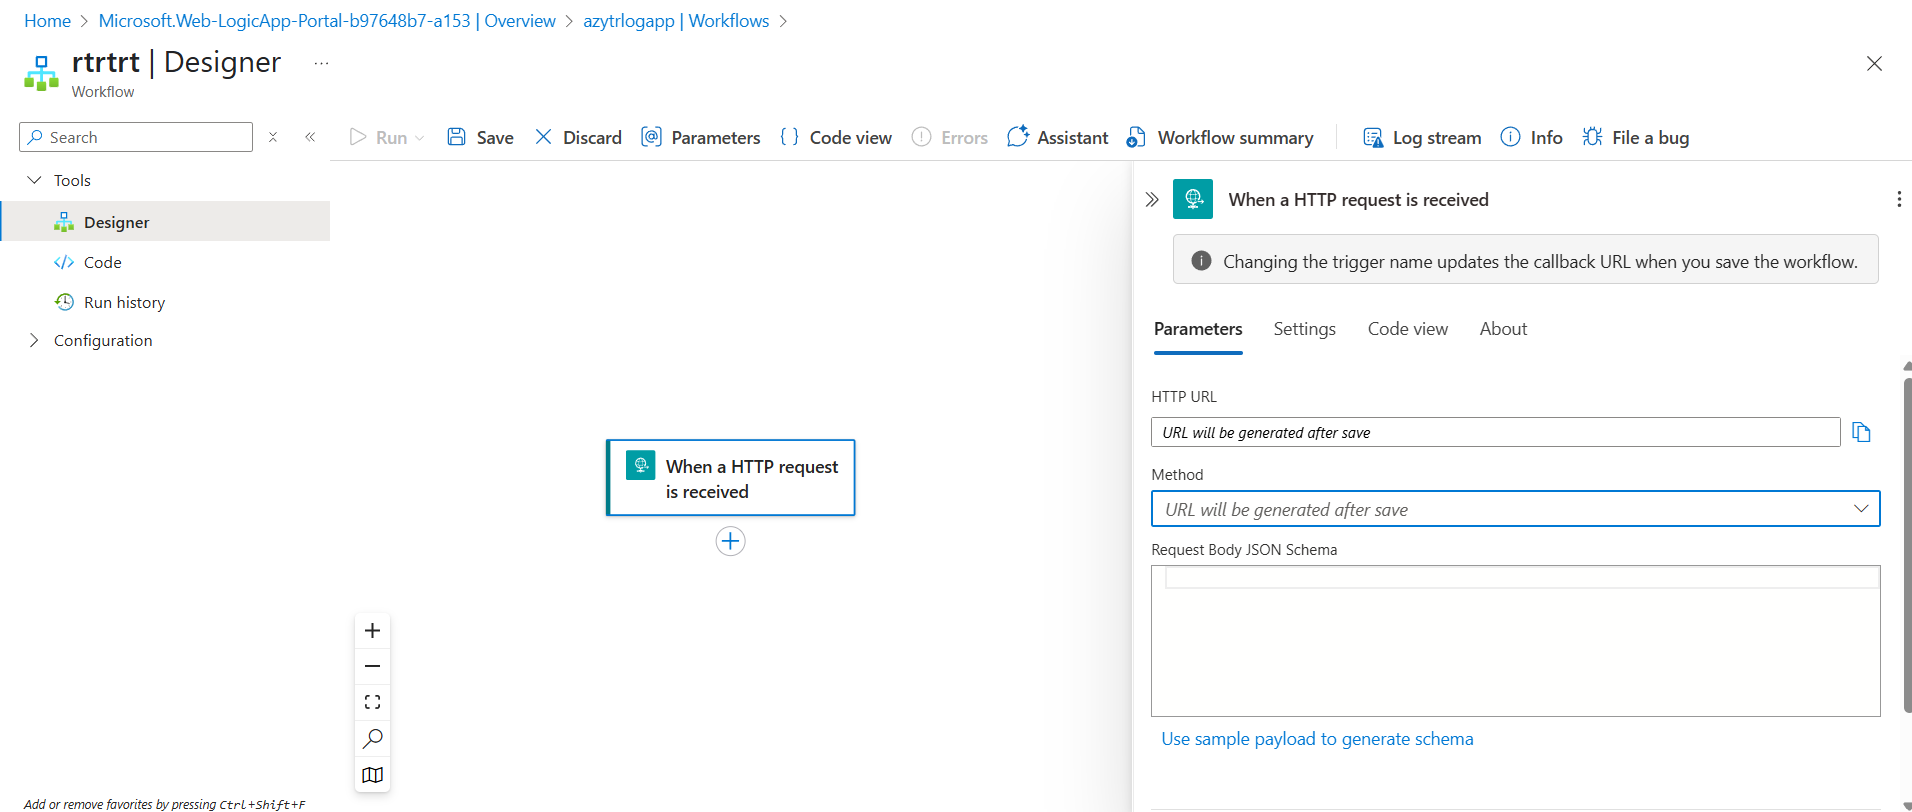 Home > Microsoft.Web-LogicApp-Portal-b97648b7-a153 | Overview > azytrlogapp | Workflows >
rtrtrt | Designer ...
Workflow
Search
Run
Save
Discard
Parameters
Code view
Errors
Assistant
Workflow summary
Log stream
Info
File a bug
Tools
Designer
Code
Run history
Configuration
When a HTTP request
is received
When a HTTP request is received
Changing the trigger name updates the callback URL when you save the workflow.
Parameters
Settings
Code view
About
HTTP URL
URL will be generated after save
Method
URL will be generated after save
Request Body JSON Schema
Use sample payload to generate schema
Add or remove favorites by pressing Ctrl+Shift+F